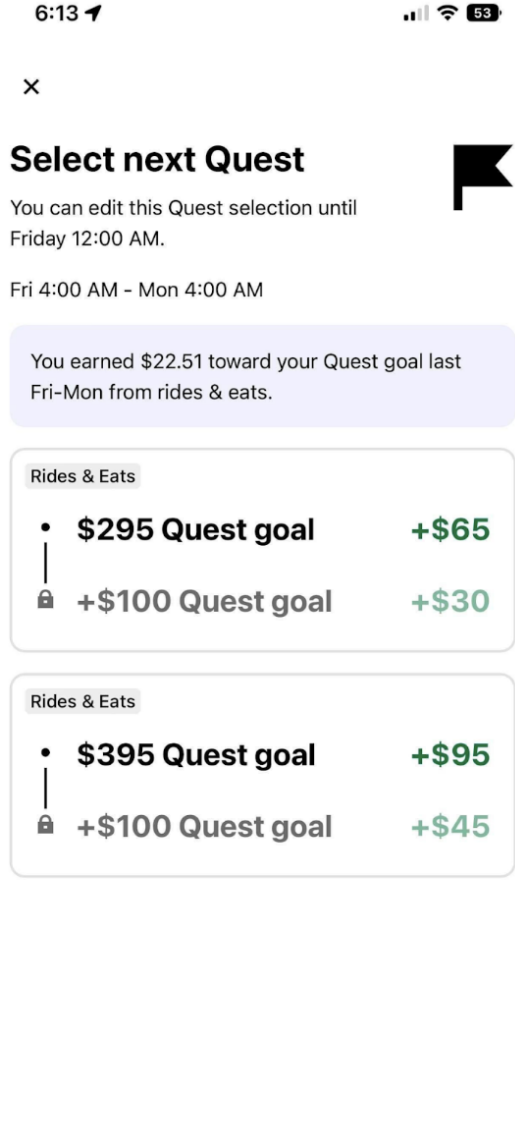 6:13
53
Select next Quest
You can edit this Quest selection until
Friday 12:00 AM.
Fri 4:00 AM - Mon 4:00 AM
You earned $22.51 toward your Quest goal last
Fri-Mon from rides & eats.
Rides & Eats
$295 Quest goal +$65
+$100 Quest goal +$30
Rides & Eats
$395 Quest goal +$95
+$100 Quest goal +$45